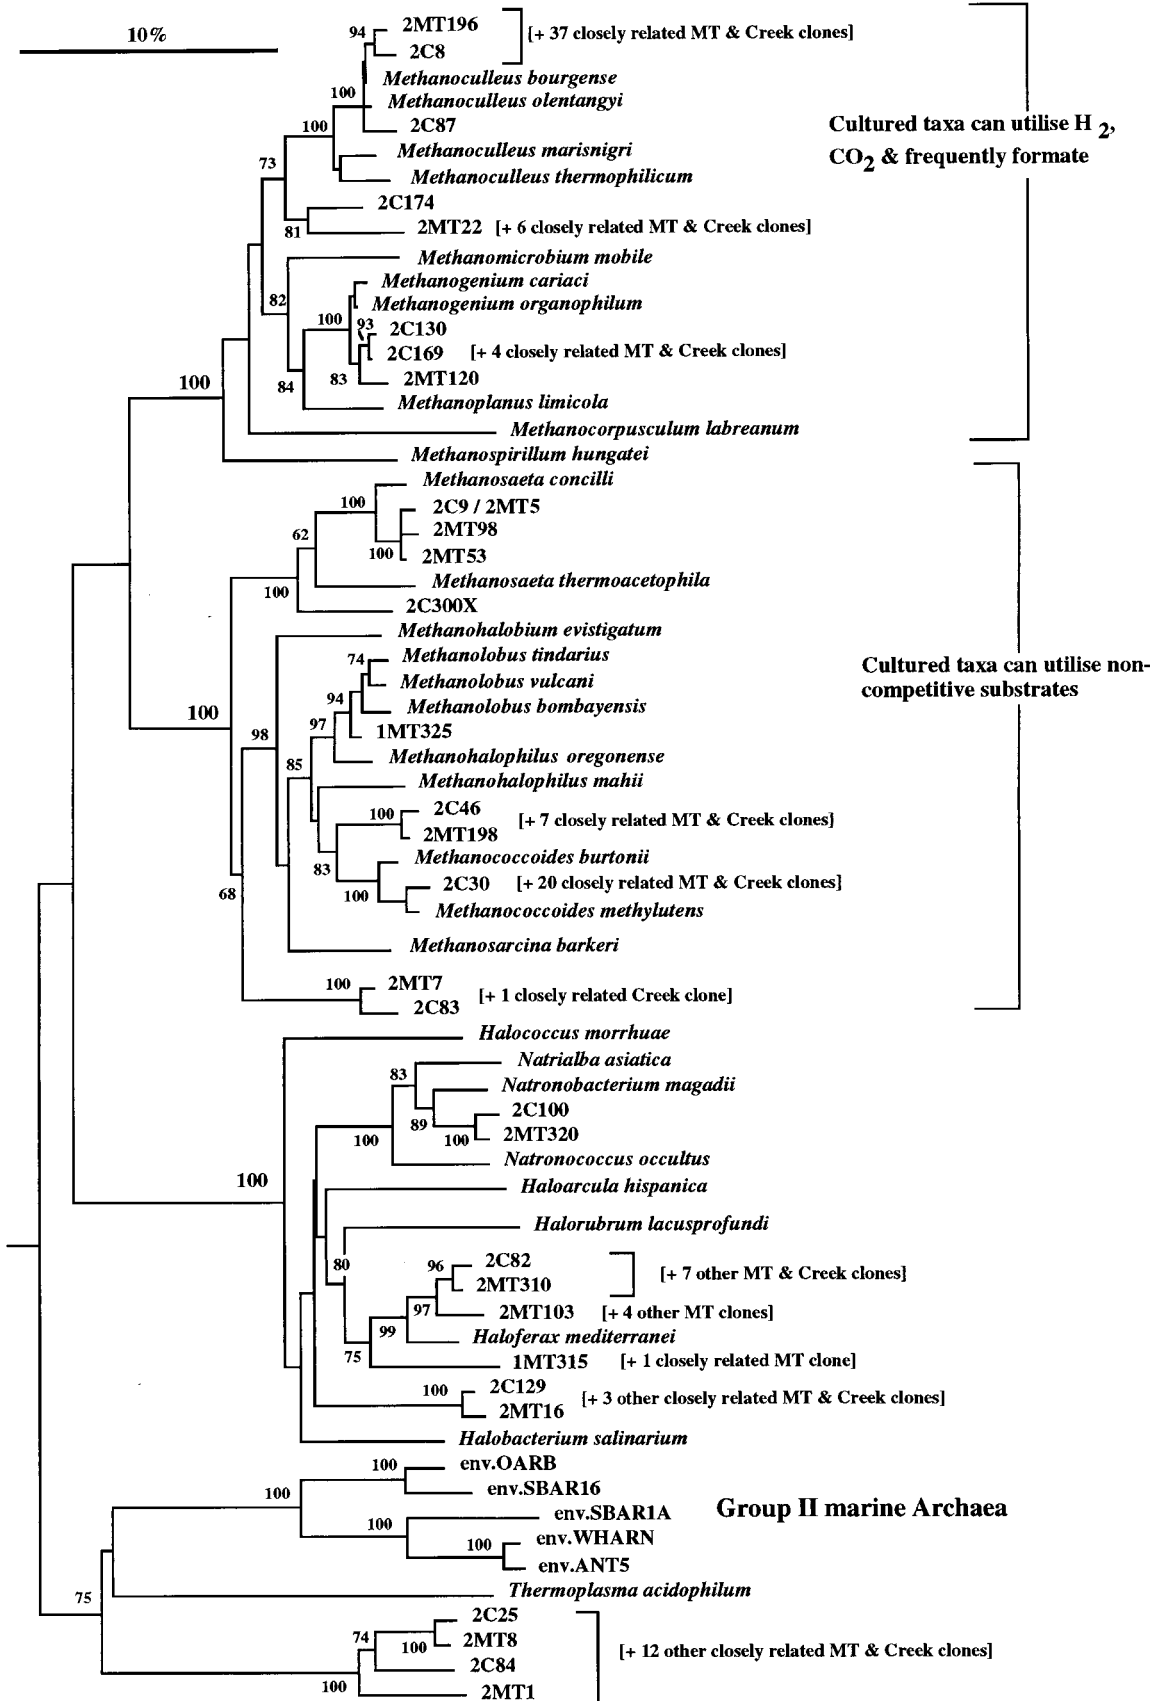 10%
94
2MT196
[+ 37 closely related MT & Creek clones]
2C8
Methanoculleus bourgense
100
Methanoculleus olentangyi
100
2C87
Cultured taxa can utilise H 2,
CO2 & frequently formate
Methanoculleus marisnigri
73
Methanoculleus thermophilicum
2C174
81
2MT22 [+ 6 closely related MT & Creek clones]
Methanomicrobium mobile
Methanogenium cariaci
82
Methanogenium organophilum
100
93
2C130
2C169 [+ 4 closely related MT & Creek clones]
84
83
2MT120
100
Methanoplanus limicola
Methanocorpusculum labreanum
Methanospirillum hungatei
Methanosaeta concilli
100
2C9 / 2MT5
2MT98
62
100
2MT53
Methanosaeta thermoacetophila
100
2C300X
Methanohalobium evistigatum
74
Methanolobus tindarius
Cultured taxa can utilise non-
competitive substrates
Methanolobus vulcani
94
Methanolobus bombayensis
100
98
97
1MT325
Methanohalophilus oregonense
85
Methanohalophilus mahii
100
2C46
[+ 7 closely related MT & Creek clones]
2MT198
83
Methanococcoides burtonii
68
100
2C30 [+ 20 closely related MT & Creek clones]
Methanococcoides methylutens
Methanosarcina barkeri
100
2MT7
[+ 1 closely related Creek clone]
2C83
Halococcus morrhuae
Natrialba asiatica
83
Natronobacterium magadii
2C100
89
100
100
2MT320
Natronococcus occultus
100
Haloarcula hispanica
Halorubrum lacusprofundi
80
96
2C82
[+ 7 other MT & Creek clones]
2MT310
97
2MT103 [+ 4 other MT clones]
99
Haloferax mediterranei
75
1MT315 [+ 1 closely related MT clone]
100
2C129
[+ 3 other closely related MT & Creek clones]
2MT16
Halobacterium salinarium
100
env.OARB
100
env.SBAR16
Group II marine Archaea
env.SBAR1A
100
env.WHARN
100
env.ANT5
Thermoplasma acidophilum
75
2C25
74
100
2MT8
[+ 12 other closely related MT & Creek clones]
2C84
100
2MT1